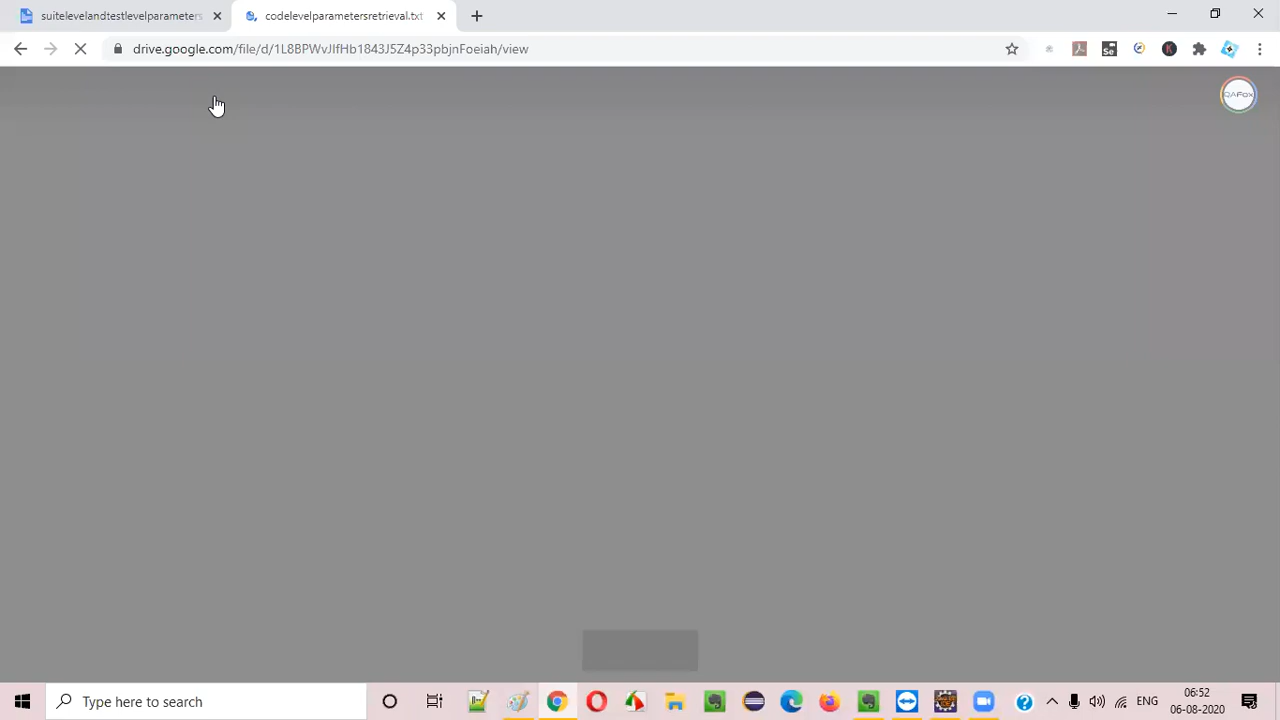 suitelevelandtestlevelparameters
codelevelparametersretrieval.txt
drive.google.com/file/d/1L8BPWvJIfHb1843J5Z4p33pbjnFoeiah/view
QAFox
Type here to search
ENG
06:52
06-08-2020